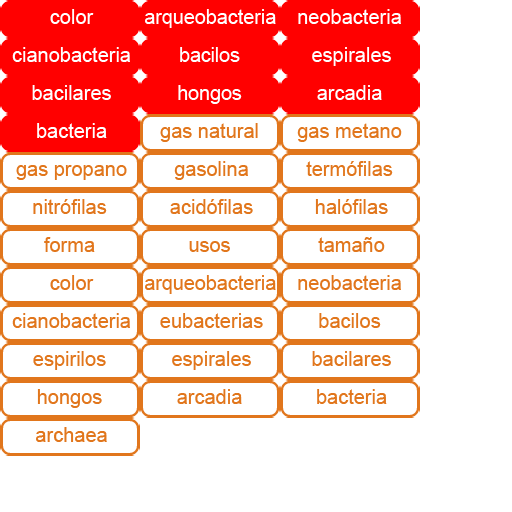 color arqueobacteria neobacteria
cianobacteria bacilos espirales
bacilares hongos arcadia
bacteria gas natural gas metano
gas propano gasolina termófilas
nitrófilas acidófilas halófilas
forma usos tamaño
color arqueobacteria neobacteria
cianobacteria eubacterias bacilos
espirilos espirales bacilares
hongos arcadia bacteria
archaea